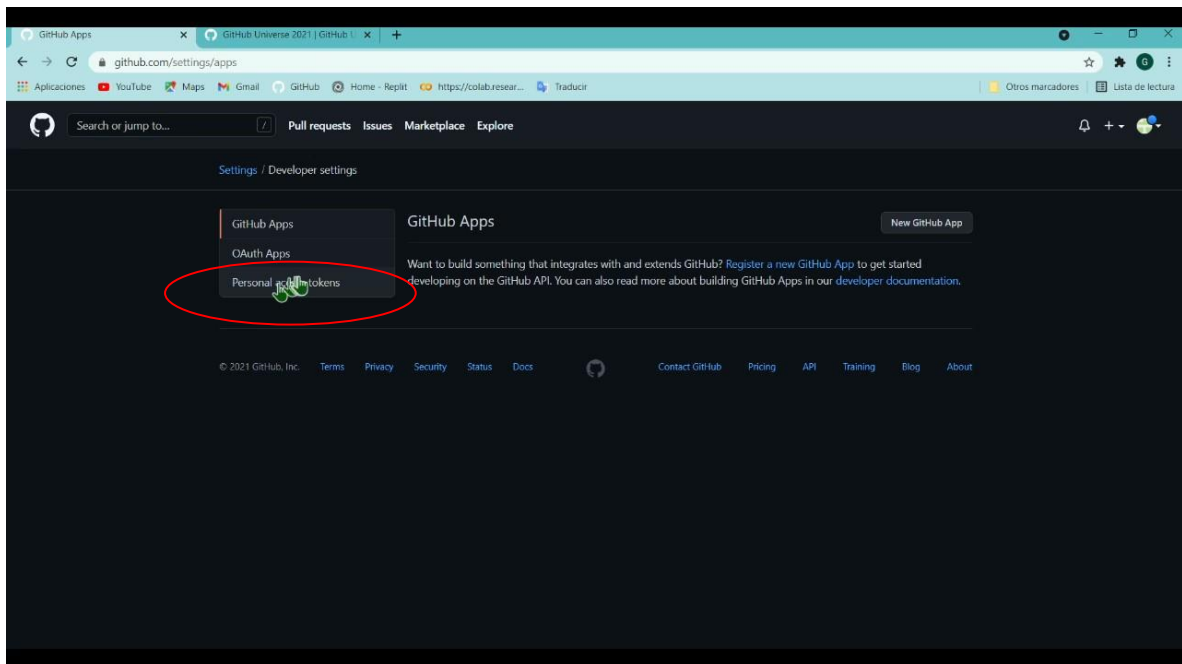 GitHub Apps
GitHub Universe 2021 | GitHub U
github.com/settings/apps
G
Aplicaciones YouTube Maps Gmail GitHub Home - Replit https://colab.resear... Traducir Otros marcadores Lista de lectura
Search or jump to... / Pull requests Issues Marketplace Explore
Settings / Developer settings
GitHub Apps
OAuth Apps
Personal tokens
GitHub Apps
New GitHub App
Want to build something that integrates with and extends GitHub? Register a new GitHub App to get started
developing on the GitHub API. You can also read more about building GitHub Apps in our developer documentation.
© 2021 GitHub, Inc. Terms Privacy Security Status Docs Contact GitHub Pricing API Training Blog About